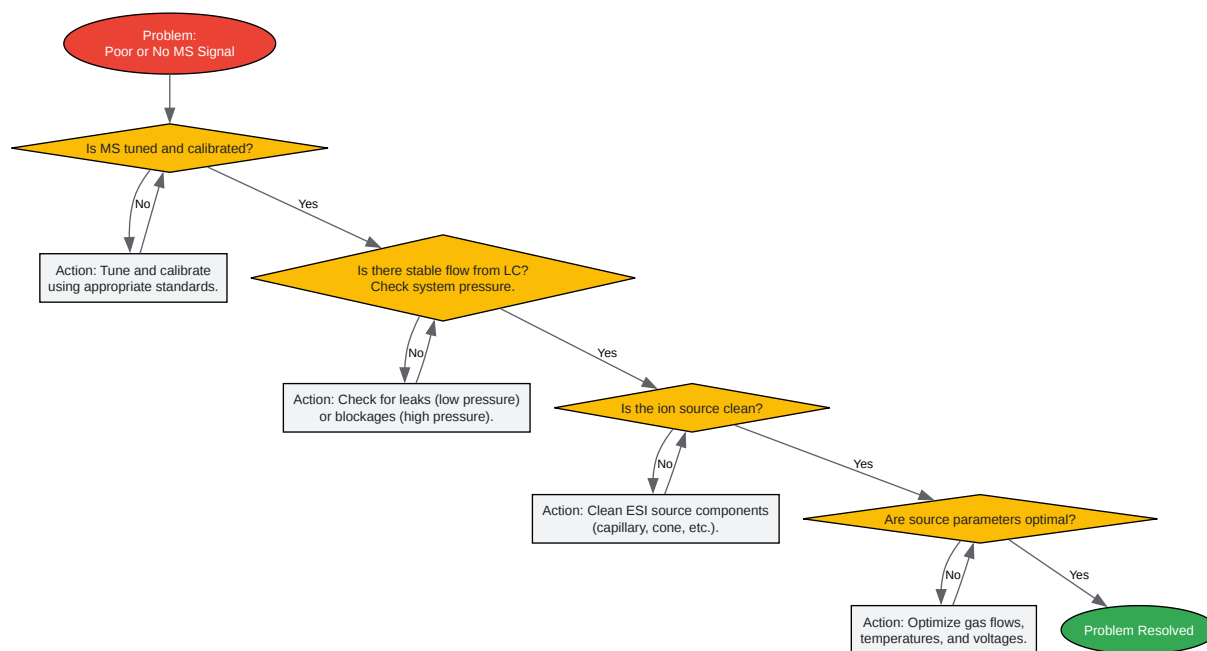 Problem:
Poor or No MS Signal
Is MS tuned and calibrated?
No
Yes
Action: Tune and calibrate
using appropriate standards.
Is there stable flow from LC?
Check system pressure.
No
Yes
Action: Check for leaks (low pressure)
or blockages (high pressure).
Is the ion source clean?
No
Yes
Action: Clean ESI source components
(capillary, cone, etc.).
Are source parameters optimal?
No
Yes
Action: Optimize gas flows,
temperatures, and voltages.
Problem Resolved